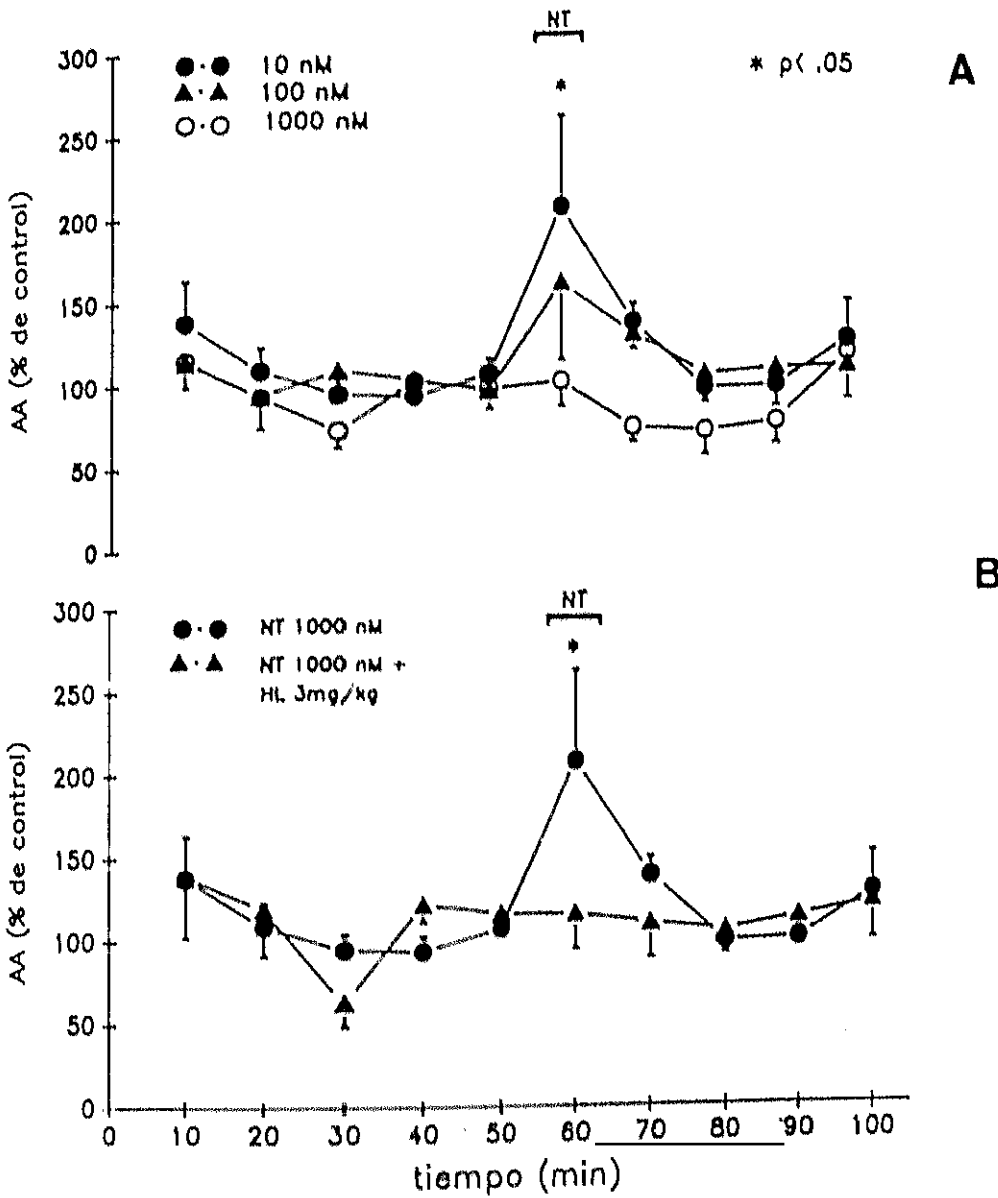 NT
300
● · ● 10 nM
* p< .05
A
▲ · ▲ 100 nM
○ · ○ 1000 nM
250
200
150
100
50
0
AA (% de control)
B
NT
300
● · ● NT 1000 nM
*
▲ · ▲ NT 1000 nM +
HL 3mg/kg
250
200
150
100
50
0
AA (% de control)
0 10 20 30 40 50 60 70 80 90 100
tiempo (min)